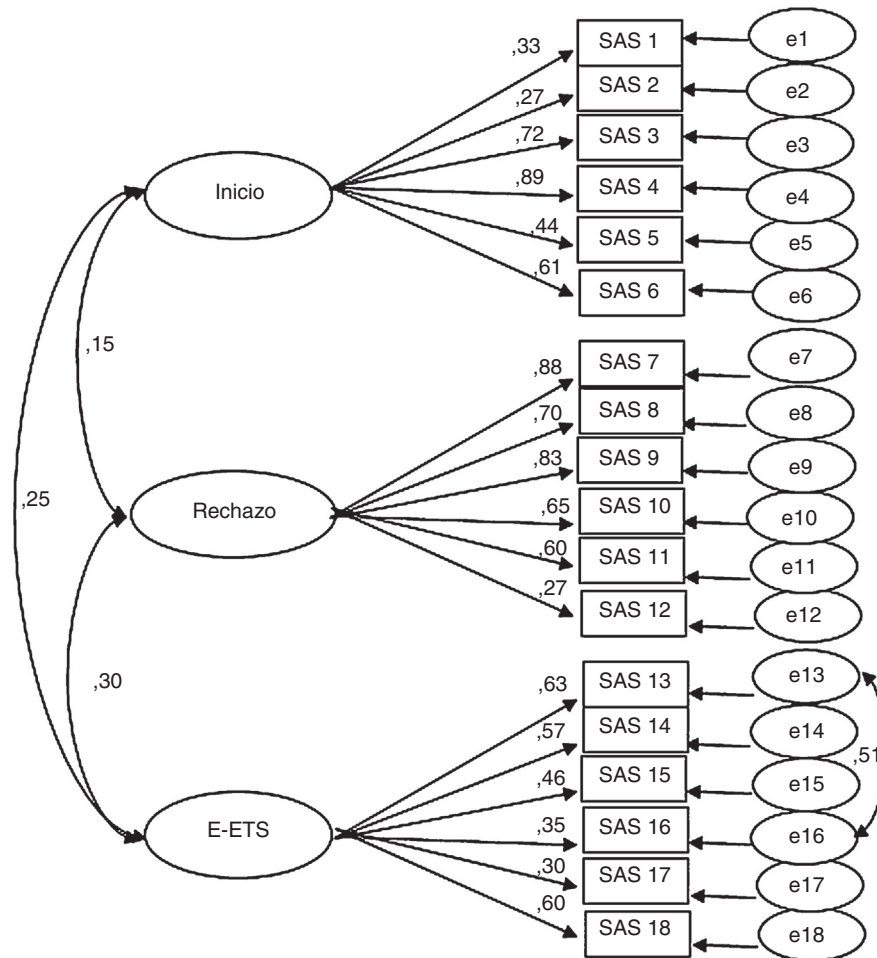 ,33
SAS 1
e1
,27
SAS 2
e2
,72
SAS 3
e3
Inicio
,89
SAS 4
e4
,44
SAS 5
e5
,61
SAS 6
e6
,15
,88
SAS 7
e7
,70
SAS 8
e8
,83
SAS 9
e9
,25
Rechazo
,65
SAS 10
e10
,60
SAS 11
e11
,27
SAS 12
e12
,30
,63
SAS 13
e13
,57
SAS 14
e14
,51
,46
SAS 15
e15
E-ETS
,35
SAS 16
e16
,30
SAS 17
e17
,60
SAS 18
e18